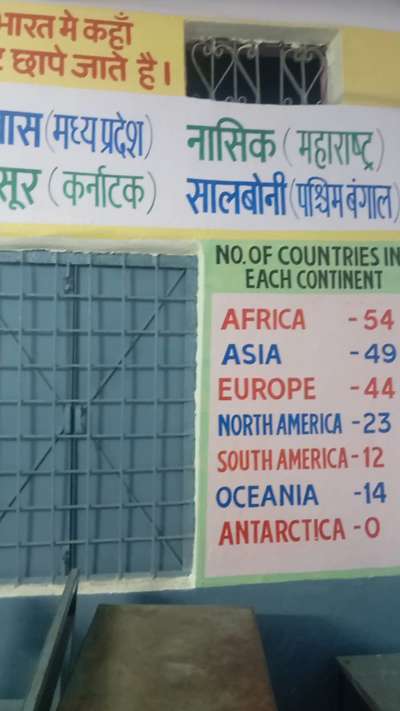 भारत मे कहाँ
छापे जाते है।
(मध्य प्रदेश) नासिक ( महाराष्ट्र )
( कर्नाटक ) सालबोनी (पश्चिम बंगाल)
NO. OF COUNTRIES IN
EACH CONTINENT
AFRICA - 54
ASIA - 49
EUROPE - 44
NORTH AMERICA - 23
SOUTH AMERICA - 12
OCEANIA - 14
ANTARCTICA - 0